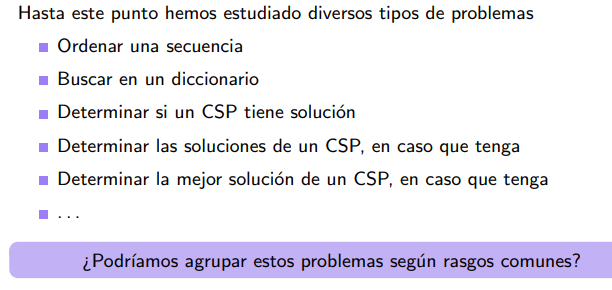 Hasta este punto hemos estudiado diversos tipos de problemas
Ordenar una secuencia
Buscar en un diccionario
Determinar si un CSP tiene solución
Determinar las soluciones de un CSP, en caso que tenga
Determinar la mejor solución de un CSP, en caso que tenga
...
¿Podríamos agrupar estos problemas según rasgos comunes?